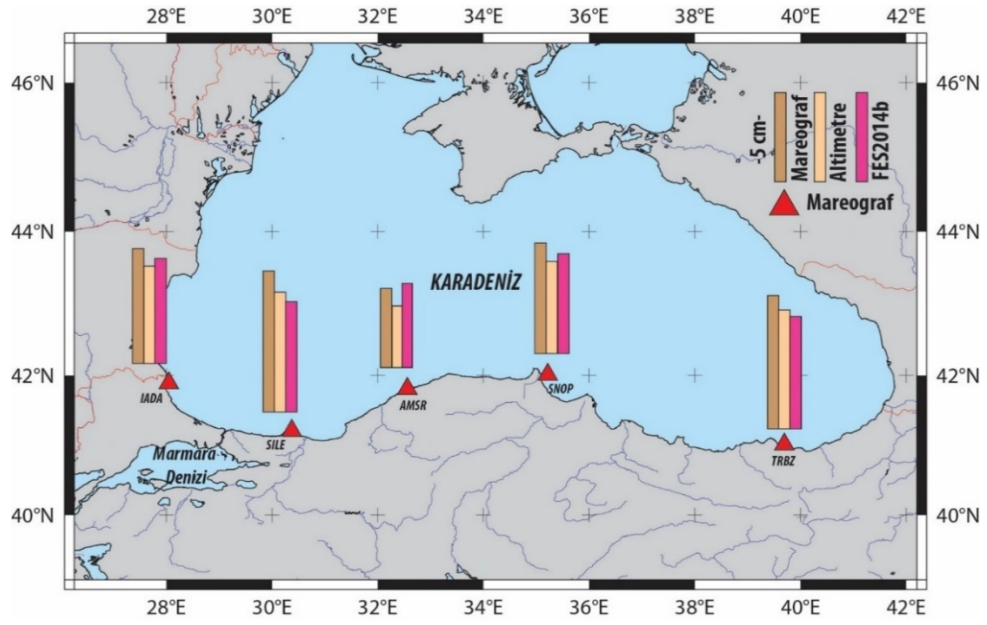 28°E 30°E 32°E 34°E 36°E 38°E 40°E 42°E
46°N 46°N
-5 cm-
Mareograf
Altimetre
FES2014b
Mareograf
44°N 44°N
KARADENİZ
42°N 42°N
IADA
AMSR
SNOP
SILE
TRBZ
Marmara
Denizi
40°N 40°N
28°E 30°E 32°E 34°E 36°E 38°E 40°E 42°E